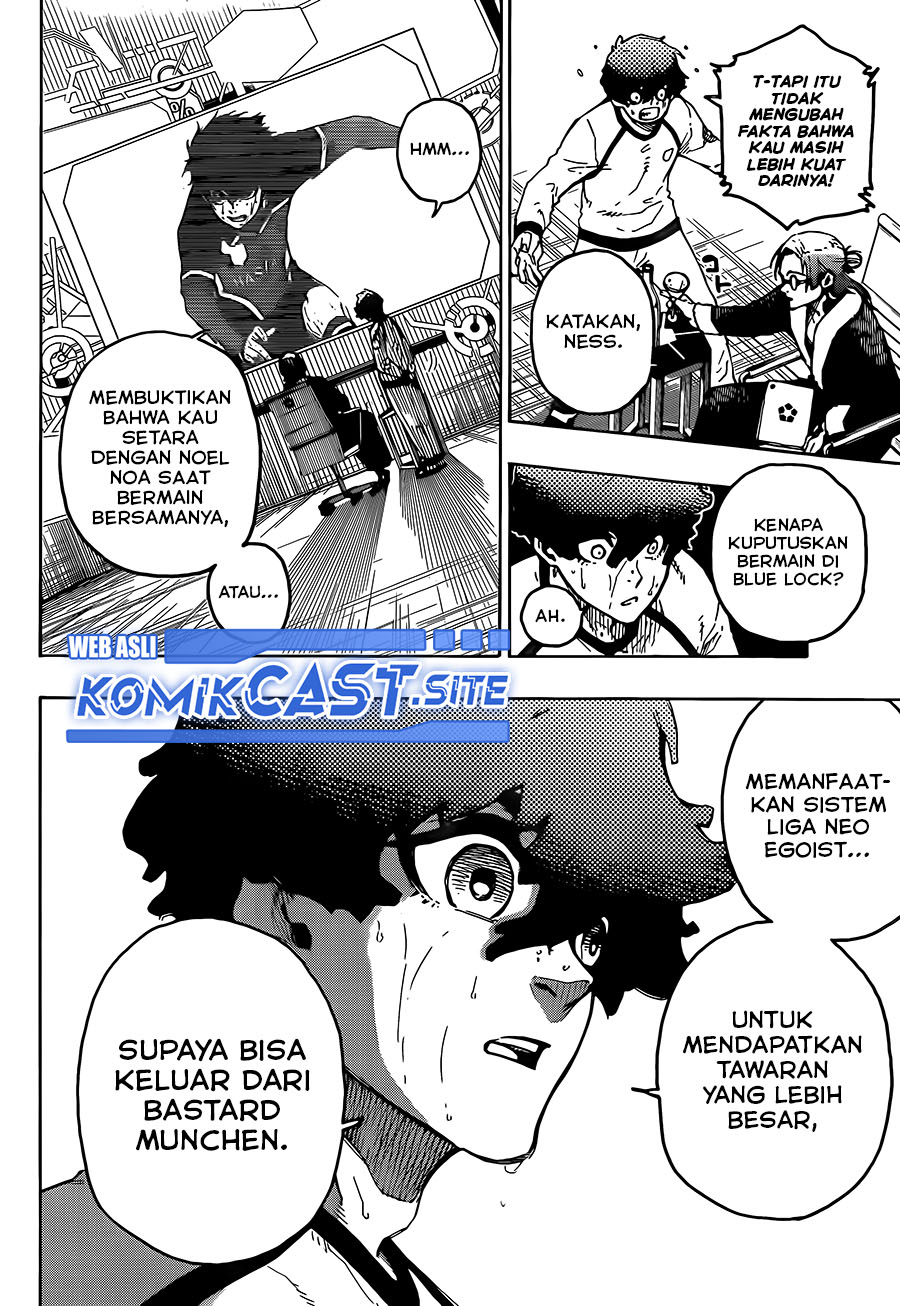 T-TAPI ITU
TIDAK
MENGUBAH
FAKTA BAHWA
KAU MASIH
LEBIH KUAT
DARINYA!
KATAKAN,
NESS.
コト
KENAPA
KUPUTUSKAN
BERMAIN DI
BLUE LOCK?
AH.
HMM...
MEMBUKTIKAN
BAHWA KAU
SETARA
DENGAN NOEL
NOA SAAT
BERMAIN
BERSAMANYA,
ATAU...
WEB ASLI
KOMIKCAST.SITE
MEMANFAAT-
KAN SISTEM
LIGA NEO
EGOIST...
UNTUK
MENDAPATKAN
TAWARAN
YANG LEBIH
BESAR,
SUPAYA BISA
KELUAR DARI
BASTARD
MUNCHEN.